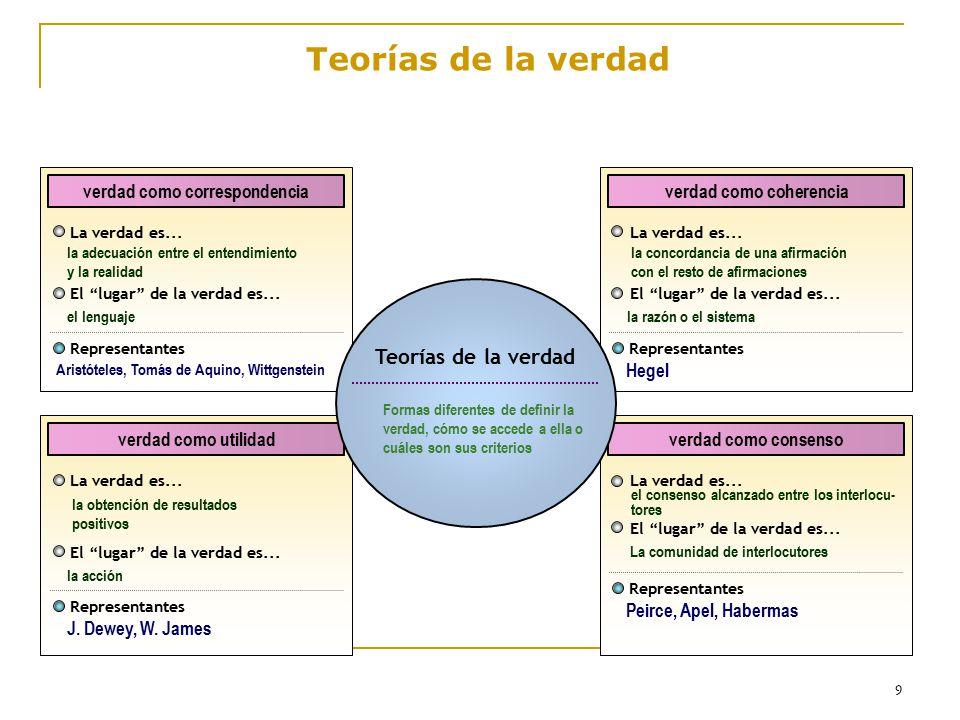 Teorías de la verdad
verdad como correspondencia
La verdad es...
la adecuación entre el entendimiento
y la realidad
El “lugar” de la verdad es...
el lenguaje
Representantes
Aristóteles, Tomás de Aquino, Wittgenstein
verdad como coherencia
La verdad es...
la concordancia de una afirmación
con el resto de afirmaciones
El “lugar” de la verdad es...
la razón o el sistema
Representantes
Hegel
Teorías de la verdad
Formas diferentes de definir la
verdad, cómo se accede a ella o
cuáles son sus criterios
verdad como utilidad
La verdad es...
la obtención de resultados
positivos
El “lugar” de la verdad es...
la acción
Representantes
J. Dewey, W. James
verdad como consenso
La verdad es...
el consenso alcanzado entre los interlocu-
tores
El “lugar” de la verdad es...
La comunidad de interlocutores
Representantes
Peirce, Apel, Habermas
9